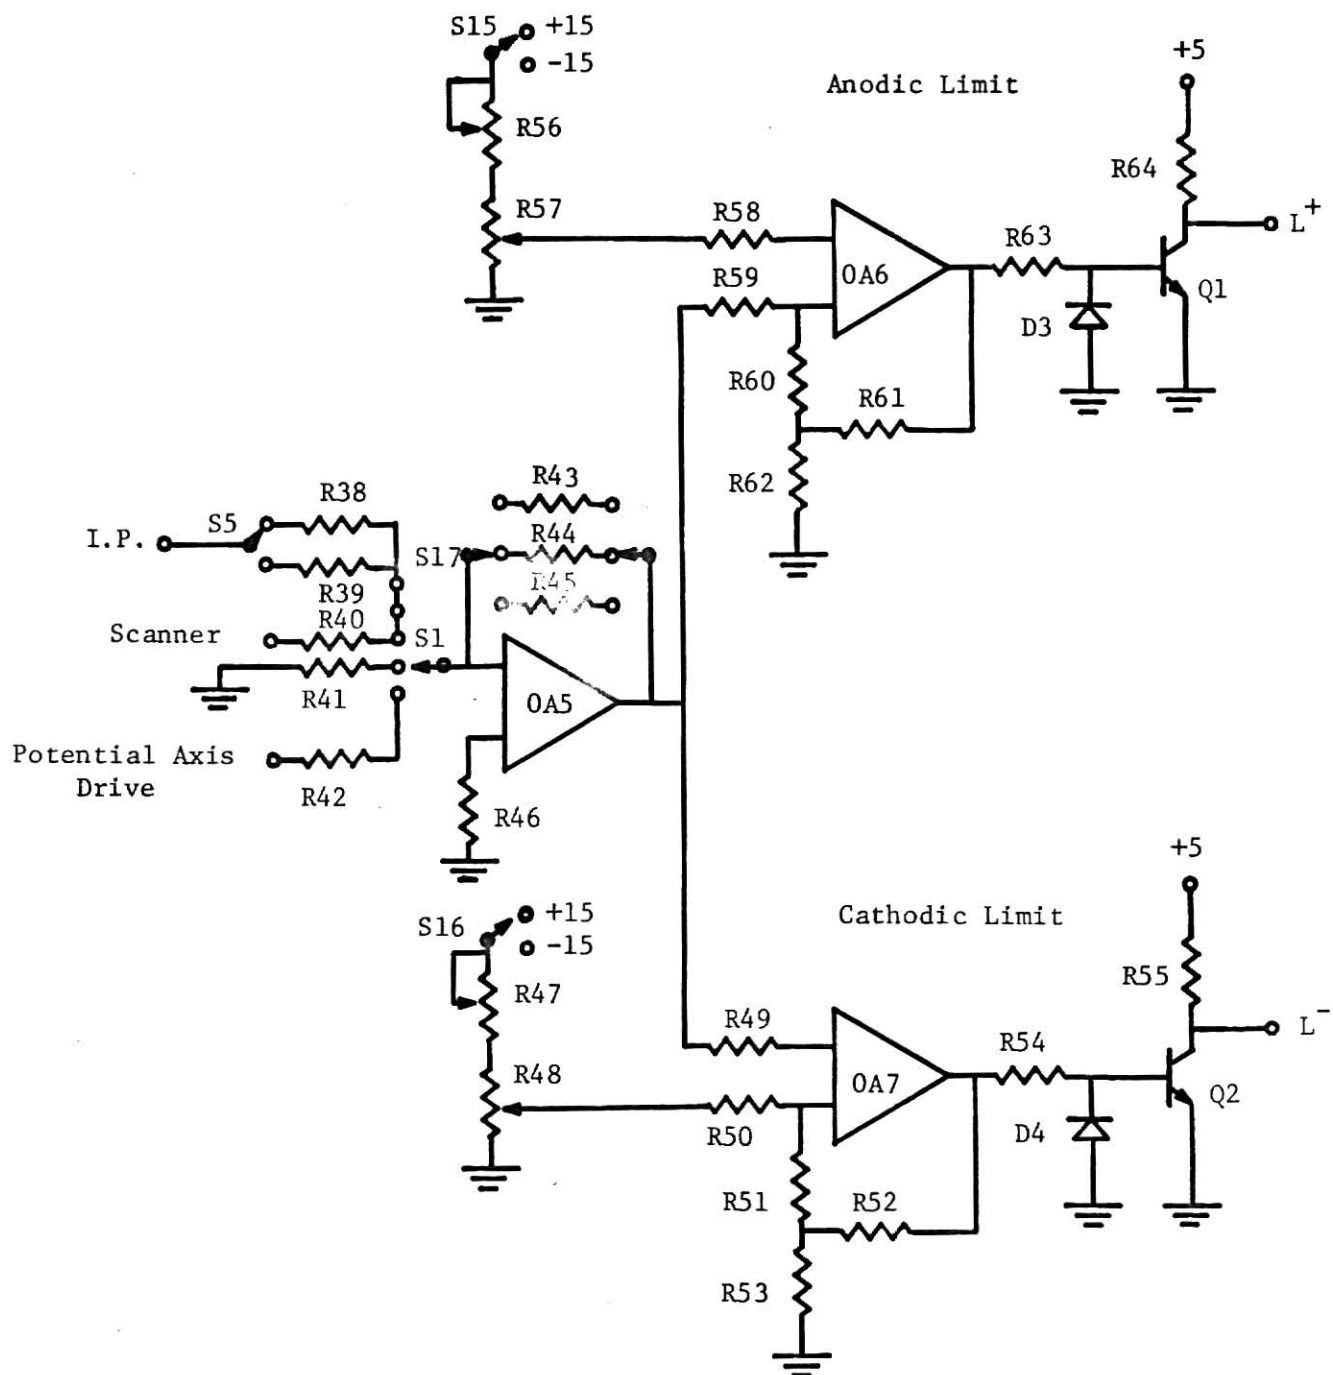 S15
+15
-15
+5
Anodic Limit
R56
R64
R57
R58
L+
R63
R59
OA6
Q1
D3
R60
R61
R43
R62
R38
S5
I.P.
R44
S17
R45
R39
R40
Scanner
S1
R41
OA5
Potential Axis
Drive
R42
R46
+5
S16
+15
-15
Cathodic Limit
R47
R55
R49
R54
L-
R48
OA7
R50
D4
Q2
R51
R52
R53